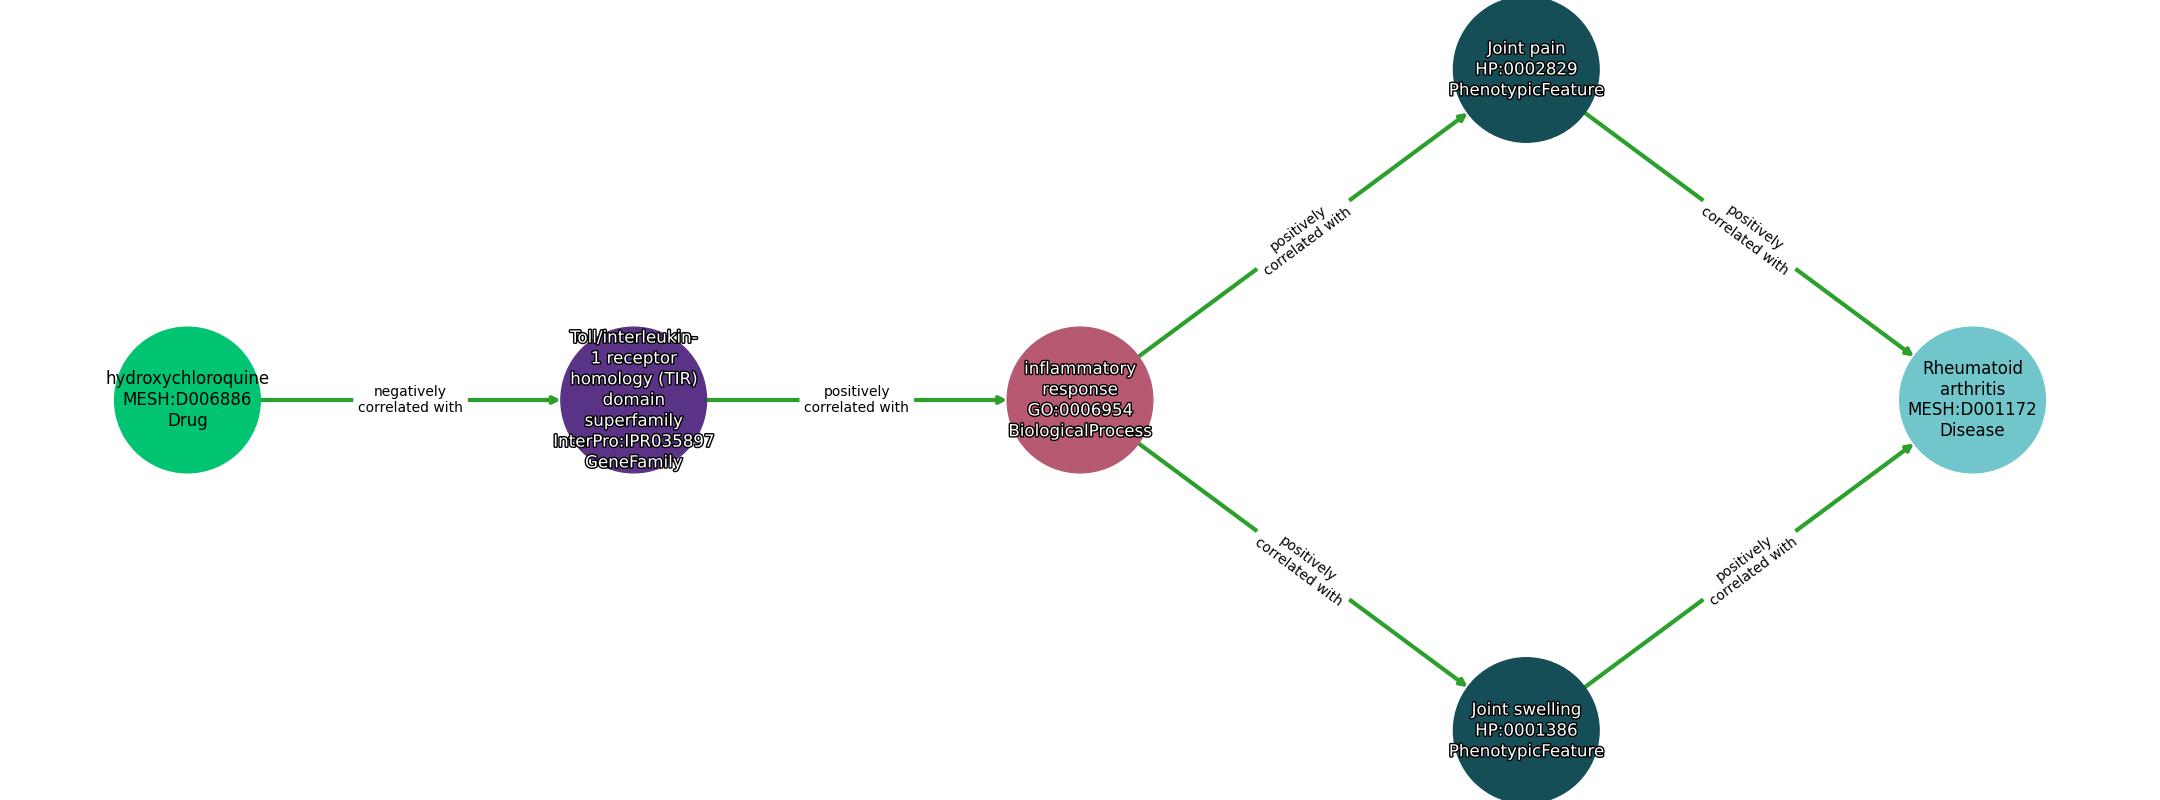 Joint pain
HP:0002829
PhenotypicFeature
positively
correlated with
positively
correlated with
hydroxychloroquine
MESH:D006886
Drug
negatively
correlated with
Toll/interleukin-
1 receptor
homology (TIR)
domain
superfamily
InterPro:IPR035897
GeneFamily
positively
correlated with
inflammatory
response
GO:0006954
BiologicalProcess
Rheumatoid
arthritis
MESH:D001172
Disease
positively
correlated with
positively
correlated with
Joint swelling
HP:0001386
PhenotypicFeature